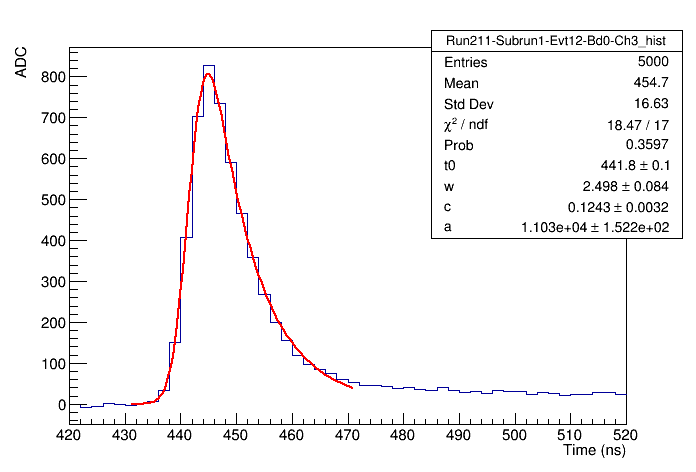 Run211-Subrun1-Evt12-Bd0-Ch3_hist
Entries 5000
Mean 454.7
Std Dev 16.63
χ² / ndf 18.47 / 17
Prob 0.3597
t0 441.8 ± 0.1
w 2.498 ± 0.084
c 0.1243 ± 0.0032
a 1.103e+04 ± 1.522e+02
ADC
800
700
600
500
400
300
200
100
0
420 430 440 450 460 470 480 490 500 510 520
Time (ns)